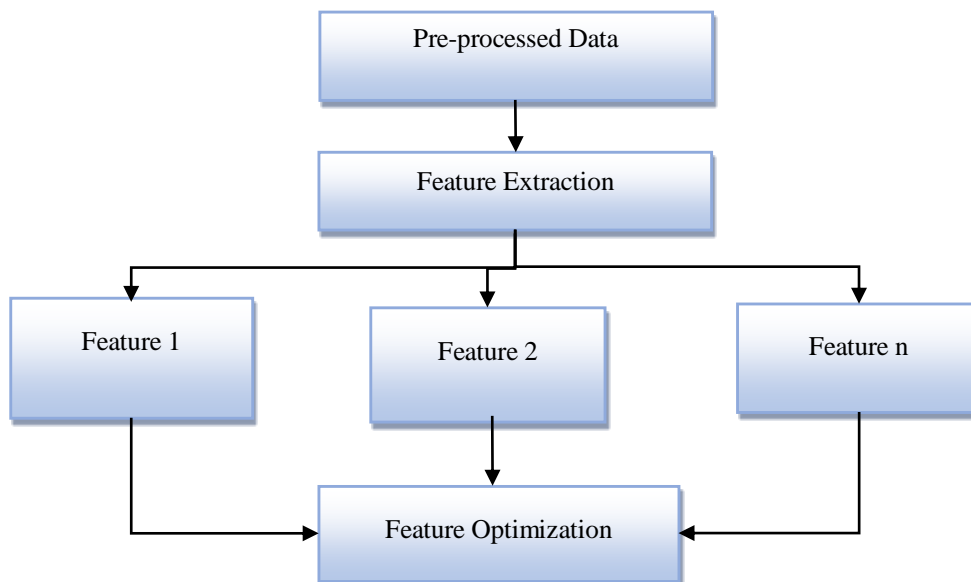 Pre-processed Data
Feature Extraction
Feature 1
Feature 2
Feature n
Feature Optimization